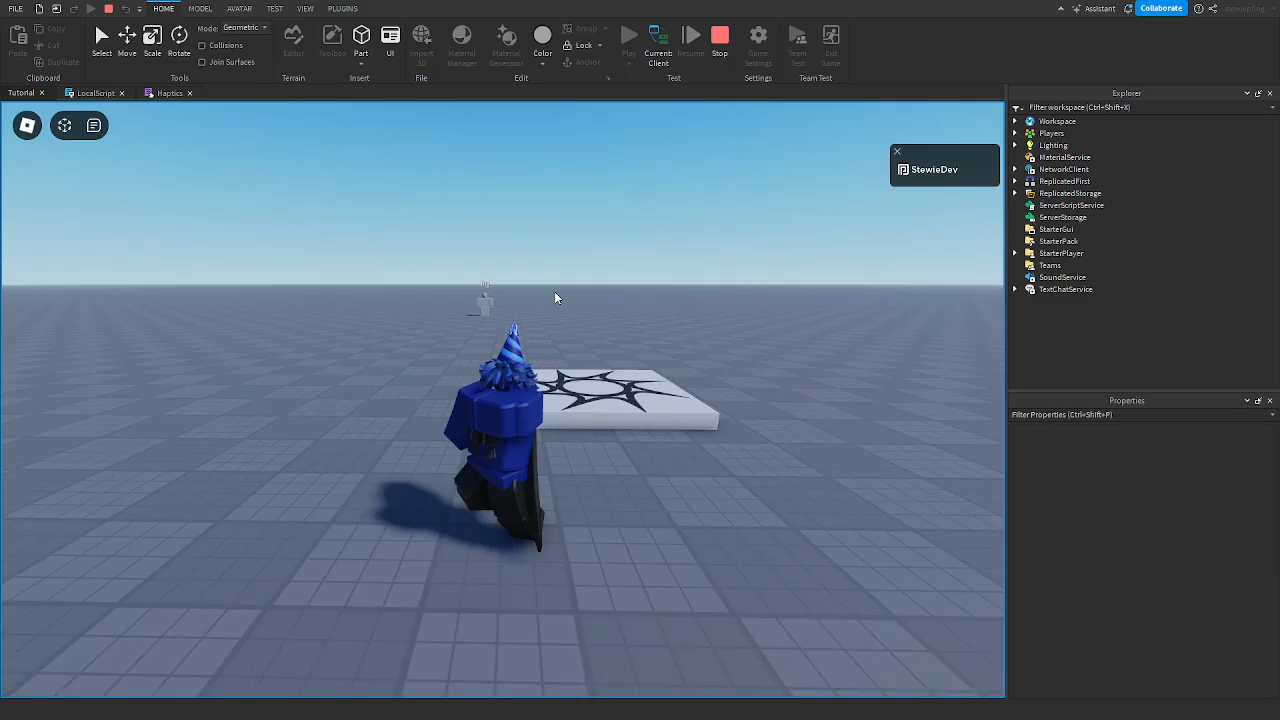 FILE
HOME
MODEL
AVATAR
TEST
VIEW
PLUGINS
Assistant
Collaborate
stewiepfing
Paste
Copy
Cut
Duplicate
Clipboard
Select
Move
Scale
Rotate
Mode: Geometric
Collisions
Join Surfaces
Tools
Editor
Terrain
Toolbox
Part
UI
Insert
Import
3D
File
Material
Manager
Material
Generator
Color
Group
Lock
Anchor
Edit
Play
Current:
Client
Resume
Stop
Test
Game
Settings
Settings
Team
Test
Exit
Game
Team Test
Tutorial
LocalScript
Haptics
StewieDev
Explorer
Filter workspace (Ctrl+Shift+X)
Workspace
Players
Lighting
MaterialService
NetworkClient
ReplicatedFirst
ReplicatedStorage
ServerScriptService
ServerStorage
StarterGui
StarterPack
StarterPlayer
Teams
SoundService
TextChatService
Properties
Filter Properties (Ctrl+Shift+P)